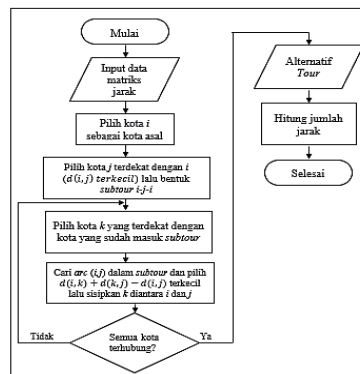 Mulai
Input data
matriks
jarak
Pilih kota i
sebagai kota asal
Pilih kota j terdekat dengan i
(d(i,j) terkecil) lalu bentuk
subtour i-j-i
Pilih kota k yang terdekat dengan
kota yang sudah masuk subtour
Cari arc (i,j) dalam subtour dan pilih
d(i,k) + d(k,j) − d(i,j) terkecil
lalu sisipkan k diantara i dan j
Tidak
Semua kota
terhubung?
Ya
Alternatif
Tour
Hitung jumlah
jarak
Selesai